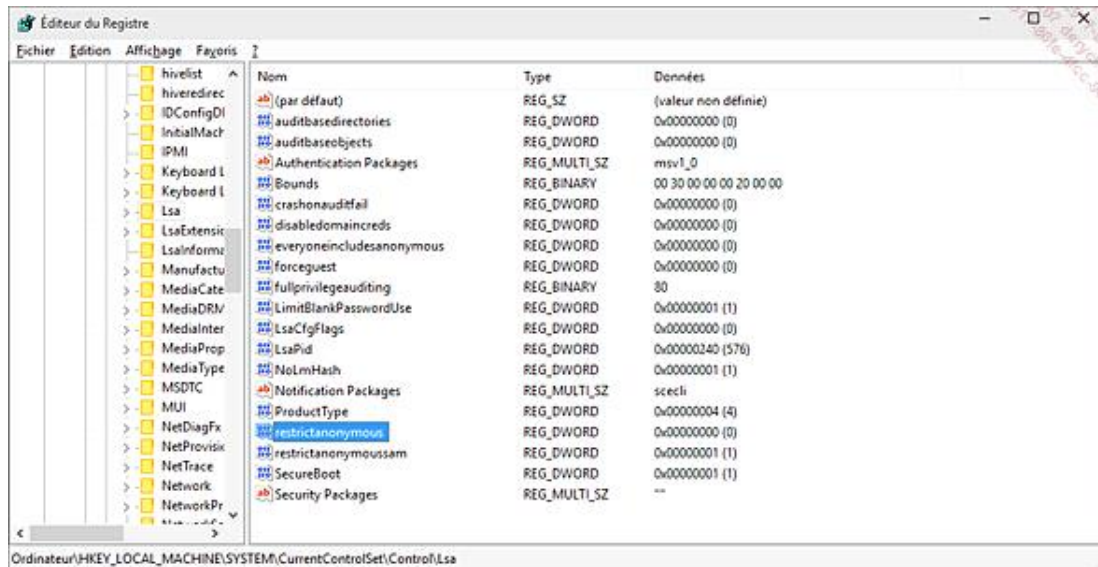 Éditeur du Registre
Fichier Edition Affichage Favoris ?
hivelist
hiveredirec
IDConfigDI
InitialMach
IPMI
Keyboard L
Keyboard L
Lsa
LsaExtensic
LsaInforma
Manufactu
MediaCate
MediaDRM
MediaInter
MediaProp
MediaType
MSDTC
MUI
NetDiagFx
NetProvisic
NetTrace
Network
NetworkPr
Nom Type Données
(par défaut) REG_SZ (valeur non définie)
auditbasedirectories REG_DWORD 0x00000000 (0)
auditbaseobjects REG_DWORD 0x00000000 (0)
Authentication Packages REG_MULTI_SZ msv1_0
Bounds REG_BINARY 00 30 00 00 00 20 00 00
crashonauditfail REG_DWORD 0x00000000 (0)
disabledomaincreds REG_DWORD 0x00000000 (0)
everyoneincludesanonymous REG_DWORD 0x00000000 (0)
forceguest REG_DWORD 0x00000000 (0)
fullprivilegeauditing REG_BINARY 80
LimitBlankPasswordUse REG_DWORD 0x00000001 (1)
LsaCfgFlags REG_DWORD 0x00000000 (0)
LsaPid REG_DWORD 0x00000240 (576)
NoLmHash REG_DWORD 0x00000001 (1)
Notification Packages REG_MULTI_SZ scecli
ProductType REG_DWORD 0x00000004 (4)
restrictanonymous REG_DWORD 0x00000000 (0)
restrictanonymoussam REG_DWORD 0x00000001 (1)
SecureBoot REG_DWORD 0x00000001 (1)
Security Packages REG_MULTI_SZ ""
Ordinateur\HKEY_LOCAL_MACHINE\SYSTEM\CurrentControlSet\Control\Lsa